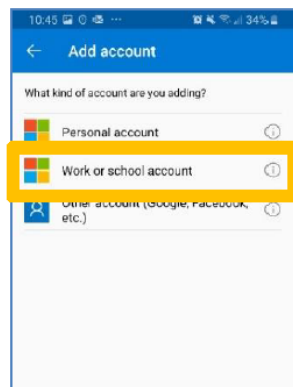 10:45 34%
Add account
What kind of account are you adding?
Personal account
Work or school account
Other account (Google, Facebook,
etc.)